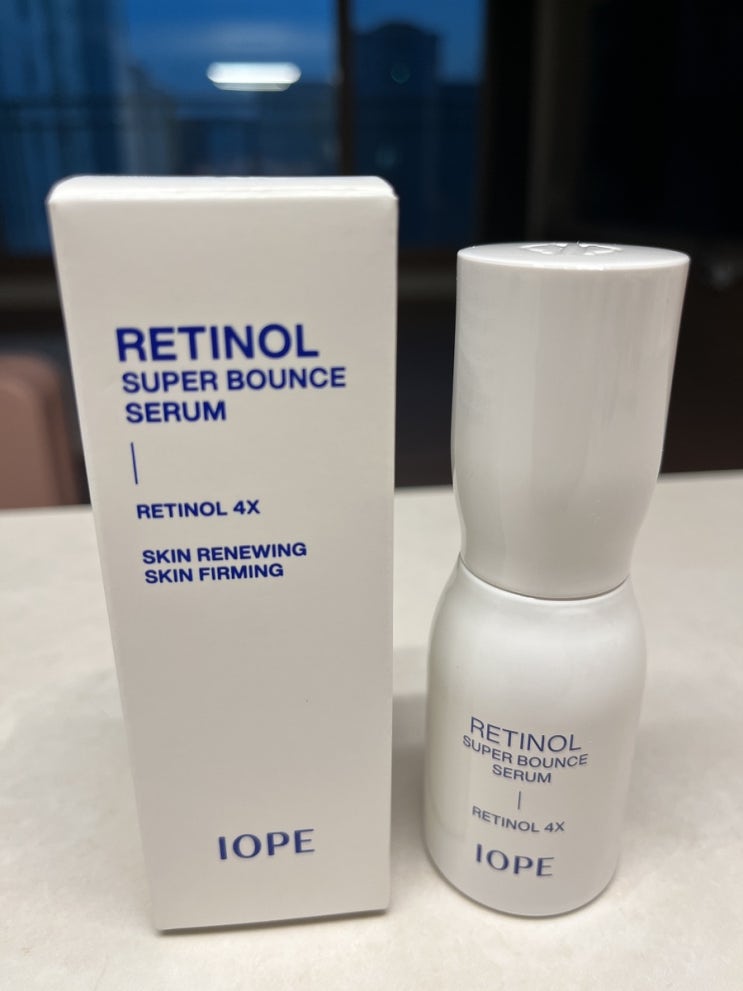 RETINOL
SUPER BOUNCE
SERUM
RETINOL 4X
SKIN RENEWING
SKIN FIRMING
IOPE
RETINOL
SUPER BOUNCE
SERUM
RETINOL 4X
IOPE